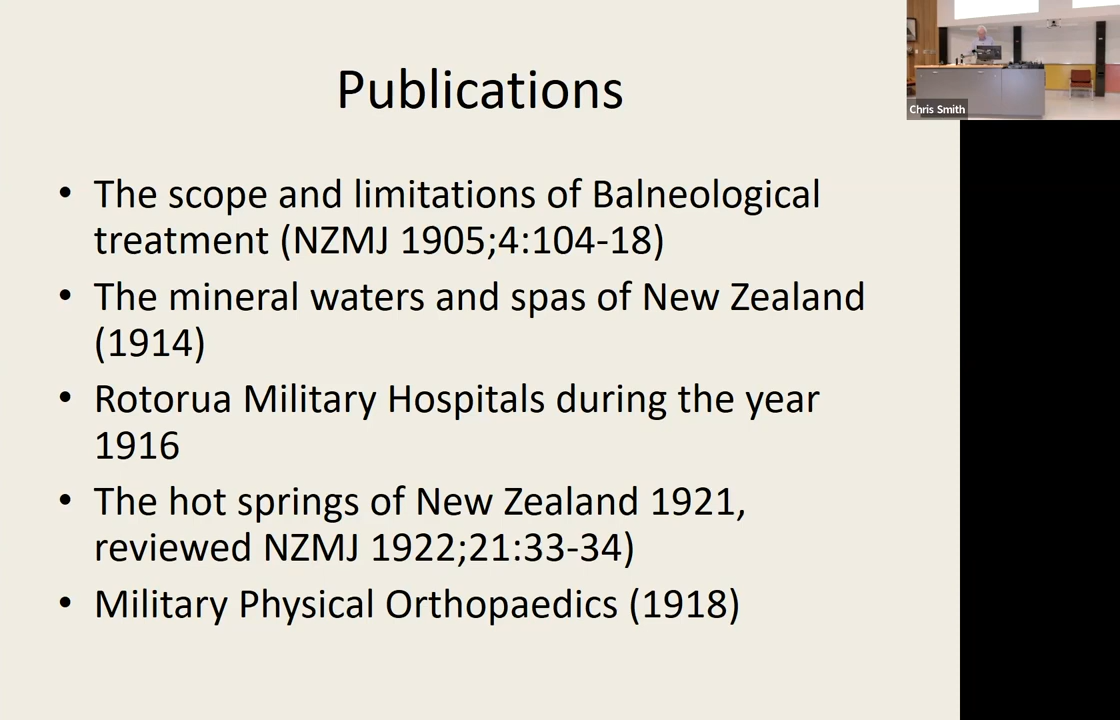 Publications
Chris Smith
• The scope and limitations of Balneological
treatment (NZMJ 1905;4:104-18)
• The mineral waters and spas of New Zealand
(1914)
• Rotorua Military Hospitals during the year
1916
• The hot springs of New Zealand 1921,
reviewed NZMJ 1922;21:33-34)
• Military Physical Orthopaedics (1918)